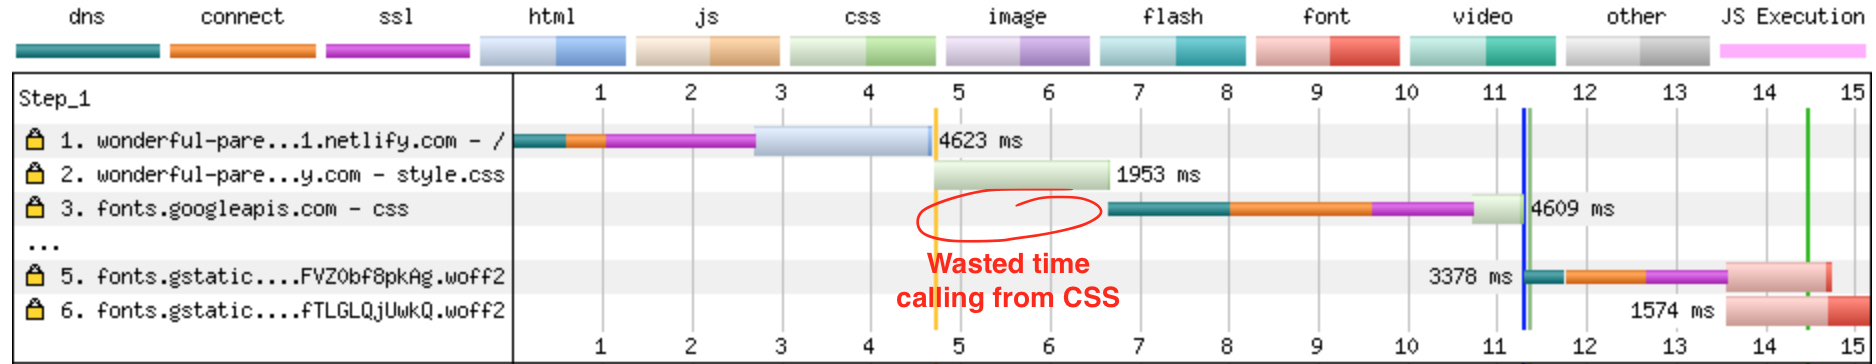 dns connect ssl html js css image flash font video other JS Execution
Step_1 1 2 3 4 5 6 7 8 9 10 11 12 13 14 15
1. wonderful-pare...1.netlify.com - / 4623 ms
2. wonderful-pare...y.com - style.css 1953 ms
3. fonts.googleapis.com - css 4609 ms
...
Wasted time
calling from CSS
5. fonts.gstatic....FVZ0bf8pkAg.woff2 3378 ms
6. fonts.gstatic....fTLGLQjUwkQ.woff2 1574 ms
1 2 3 4 5 6 7 8 9 10 11 12 13 14 15